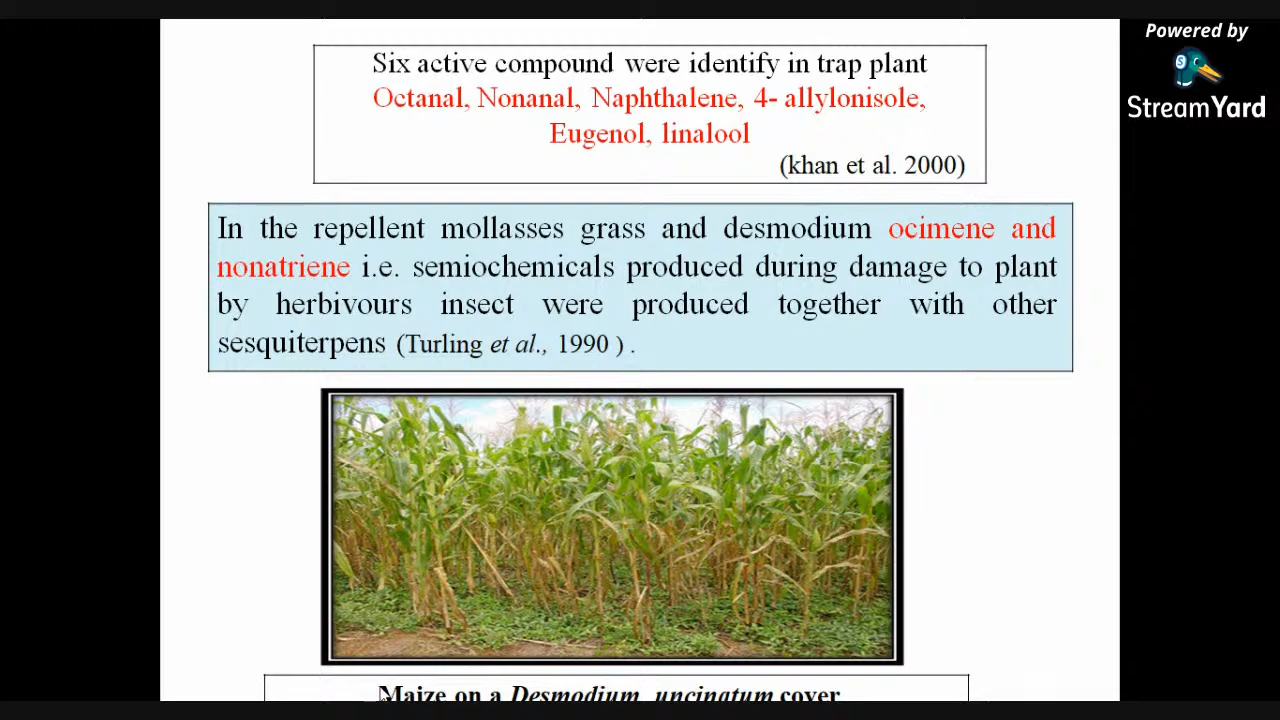 Powered by
StreamYard
Six active compound were identify in trap plant
Octanal, Nonanal, Naphthalene, 4- allylonisole,
Eugenol, linalool
(khan et al. 2000)
In the repellent mollasses grass and desmodium ocimene and
nonatriene i.e. semiochemicals produced during damage to plant
by herbivours insect were produced together with other
sesquiterpens (Turling et al., 1990 ) .
Maize on a Desmodium uncinatum cover